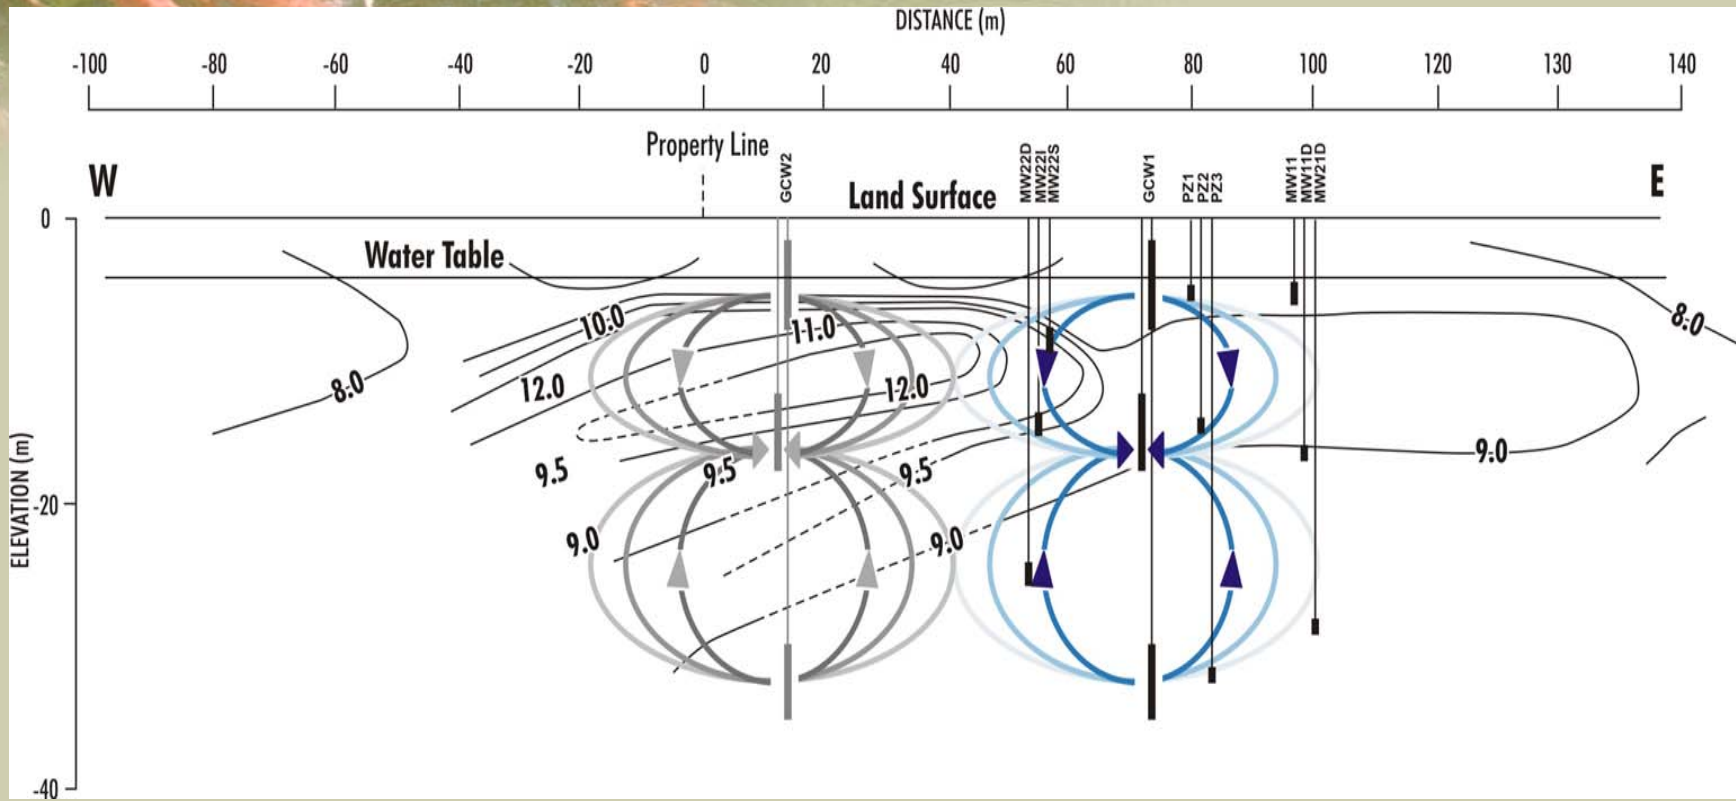 DISTANCE (m)
-100 -80 -60 -40 -20 0 20 40 60 80 100 120 130 140
Property Line
W
GCW2
Land Surface
MW22D
MW22I
MW22S
GCW1
PZ1
PZ2
PZ3
MW11
MW11D
MW21D
E
0
Water Table
10.0
11.0
8.0
8.0
12.0
12.0
9.5
9.5
9.5
9.0
ELEVATION (m)
-20
9.0
9.0
-40